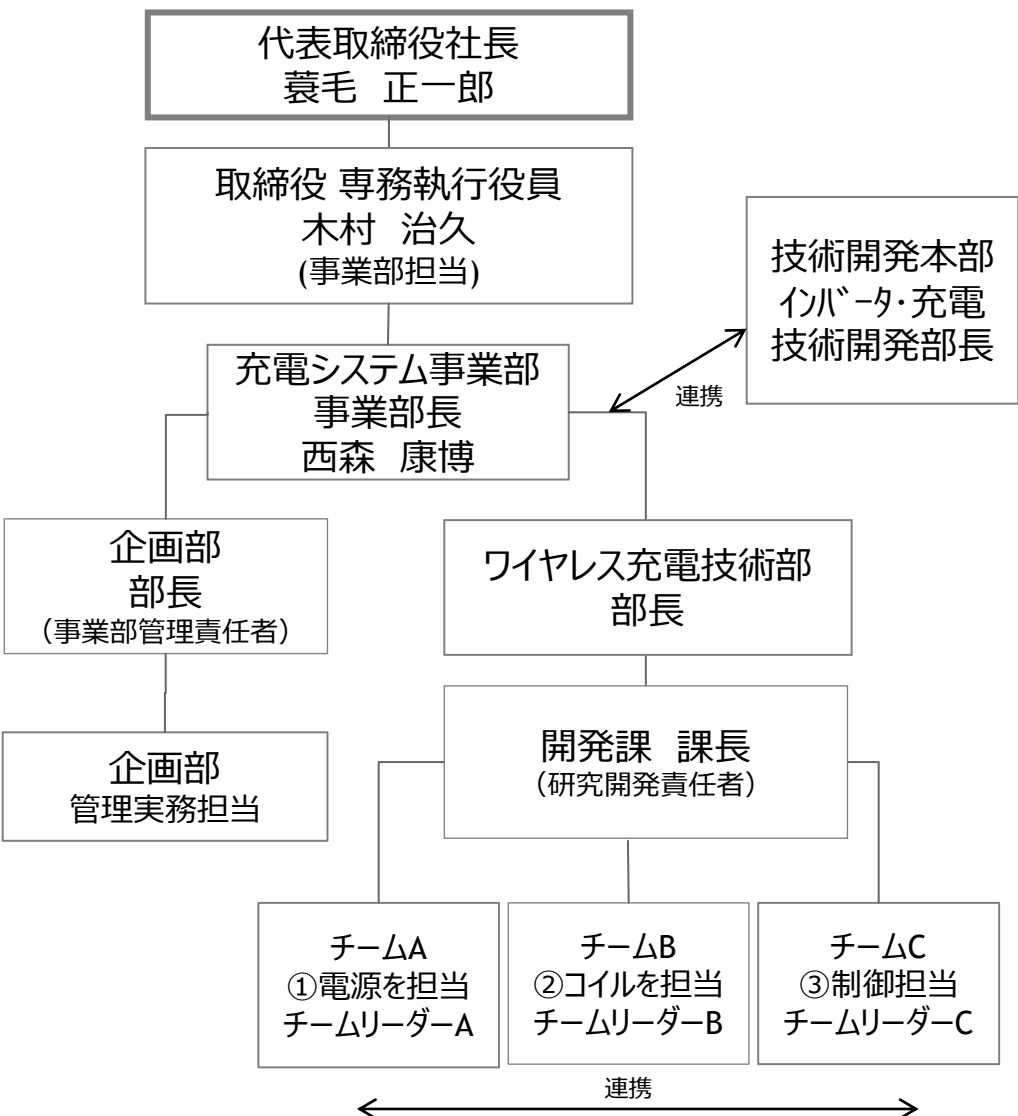 代表取締役社長
蓑毛 正一郎
取締役 専務執行役員
木村 治久
(事業部担当)
技術開発本部
ｲﾝﾊﾞｰﾀ・充電
技術開発部長
連携
充電システム事業部
事業部長
西森 康博
企画部
部長
（事業部管理責任者）
ワイヤレス充電技術部
部長
企画部
管理実務担当
開発課 課長
（研究開発責任者）
チームA
①電源を担当
チームリーダーA
チームB
②コイルを担当
チームリーダーB
チームC
③制御担当
チームリーダーC
連携